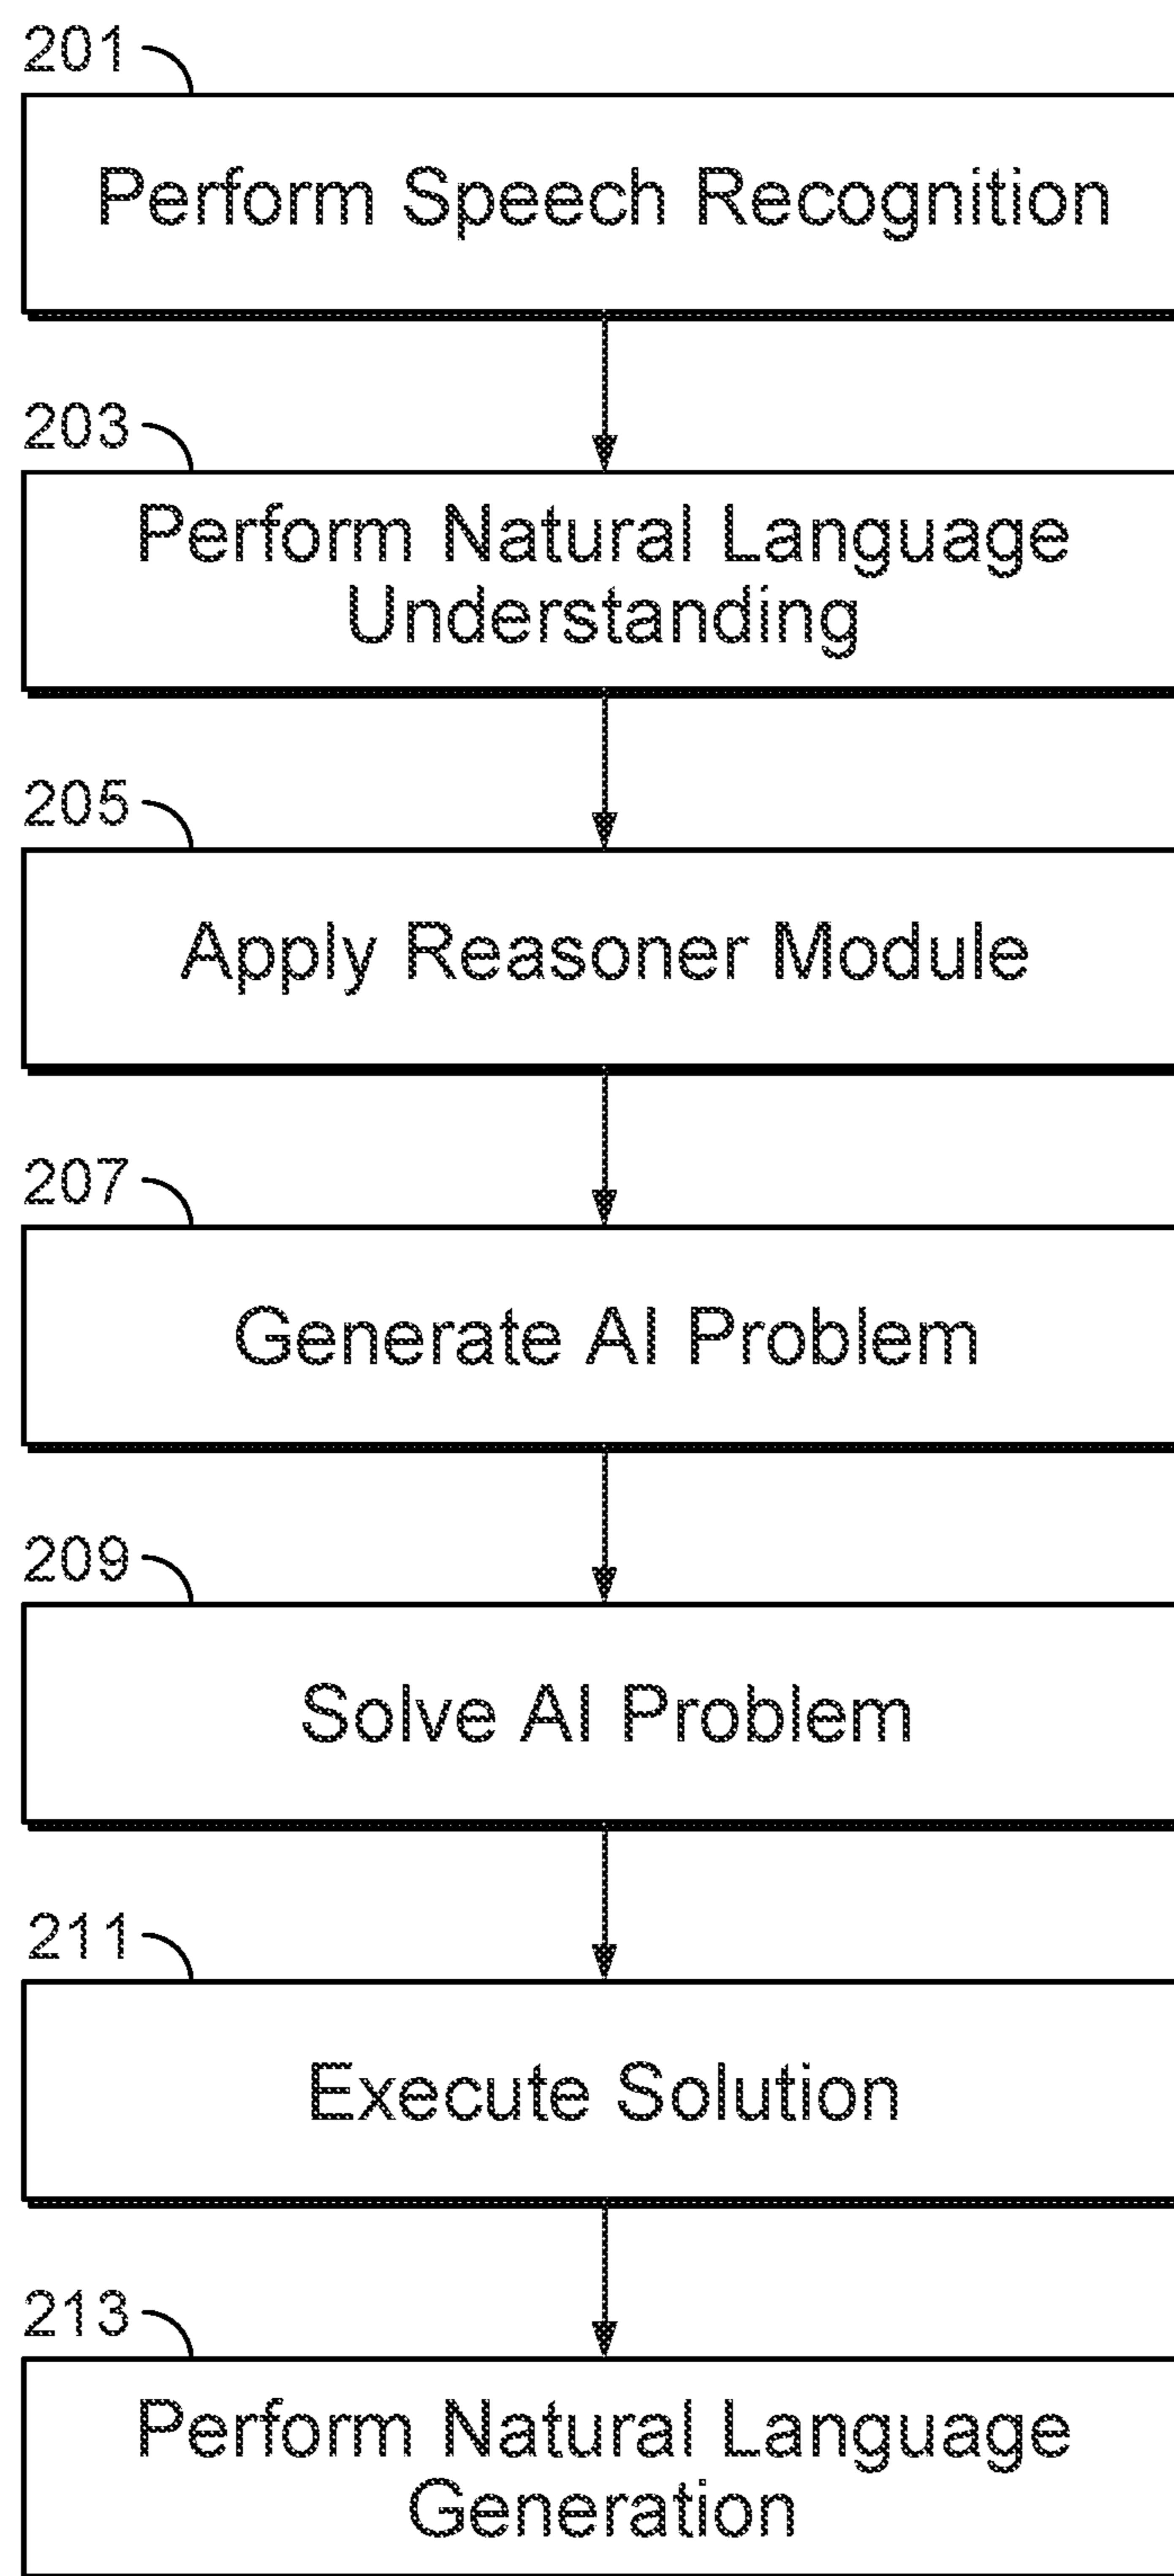 201
Perform Speech Recognition
203
Perform Natural Language
Understanding
205
Apply Reasoner Module
207
Generate AI Problem
209
Solve AI Problem
211
Execute Solution
213
Perform Natural Language
Generation